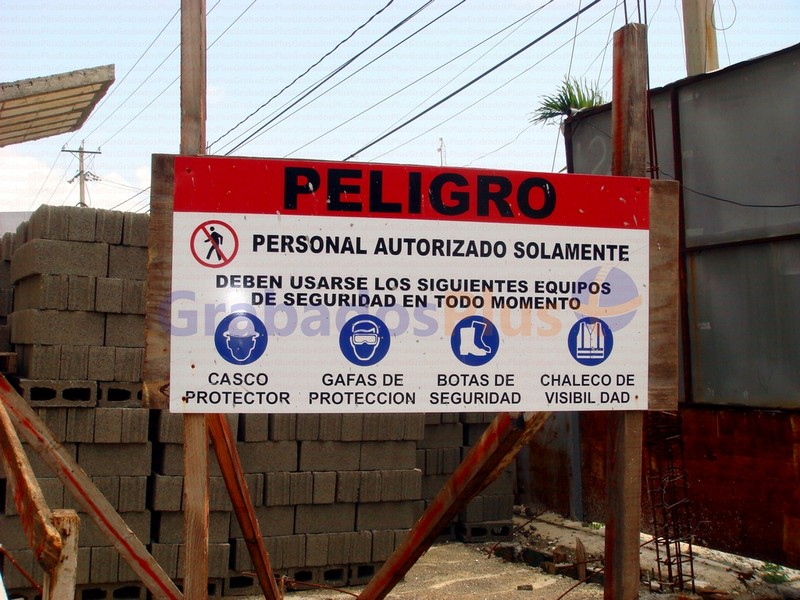 PELIGRO
PERSONAL AUTORIZADO SOLAMENTE
DEBEN USARSE LOS SIGUIENTES EQUIPOS
DE SEGURIDAD EN TODO MOMENTO
GrabadosPlus
CASCO
PROTECTOR
GAFAS DE
PROTECCION
BOTAS DE
SEGURIDAD
CHALECO DE
VISIBIL DAD